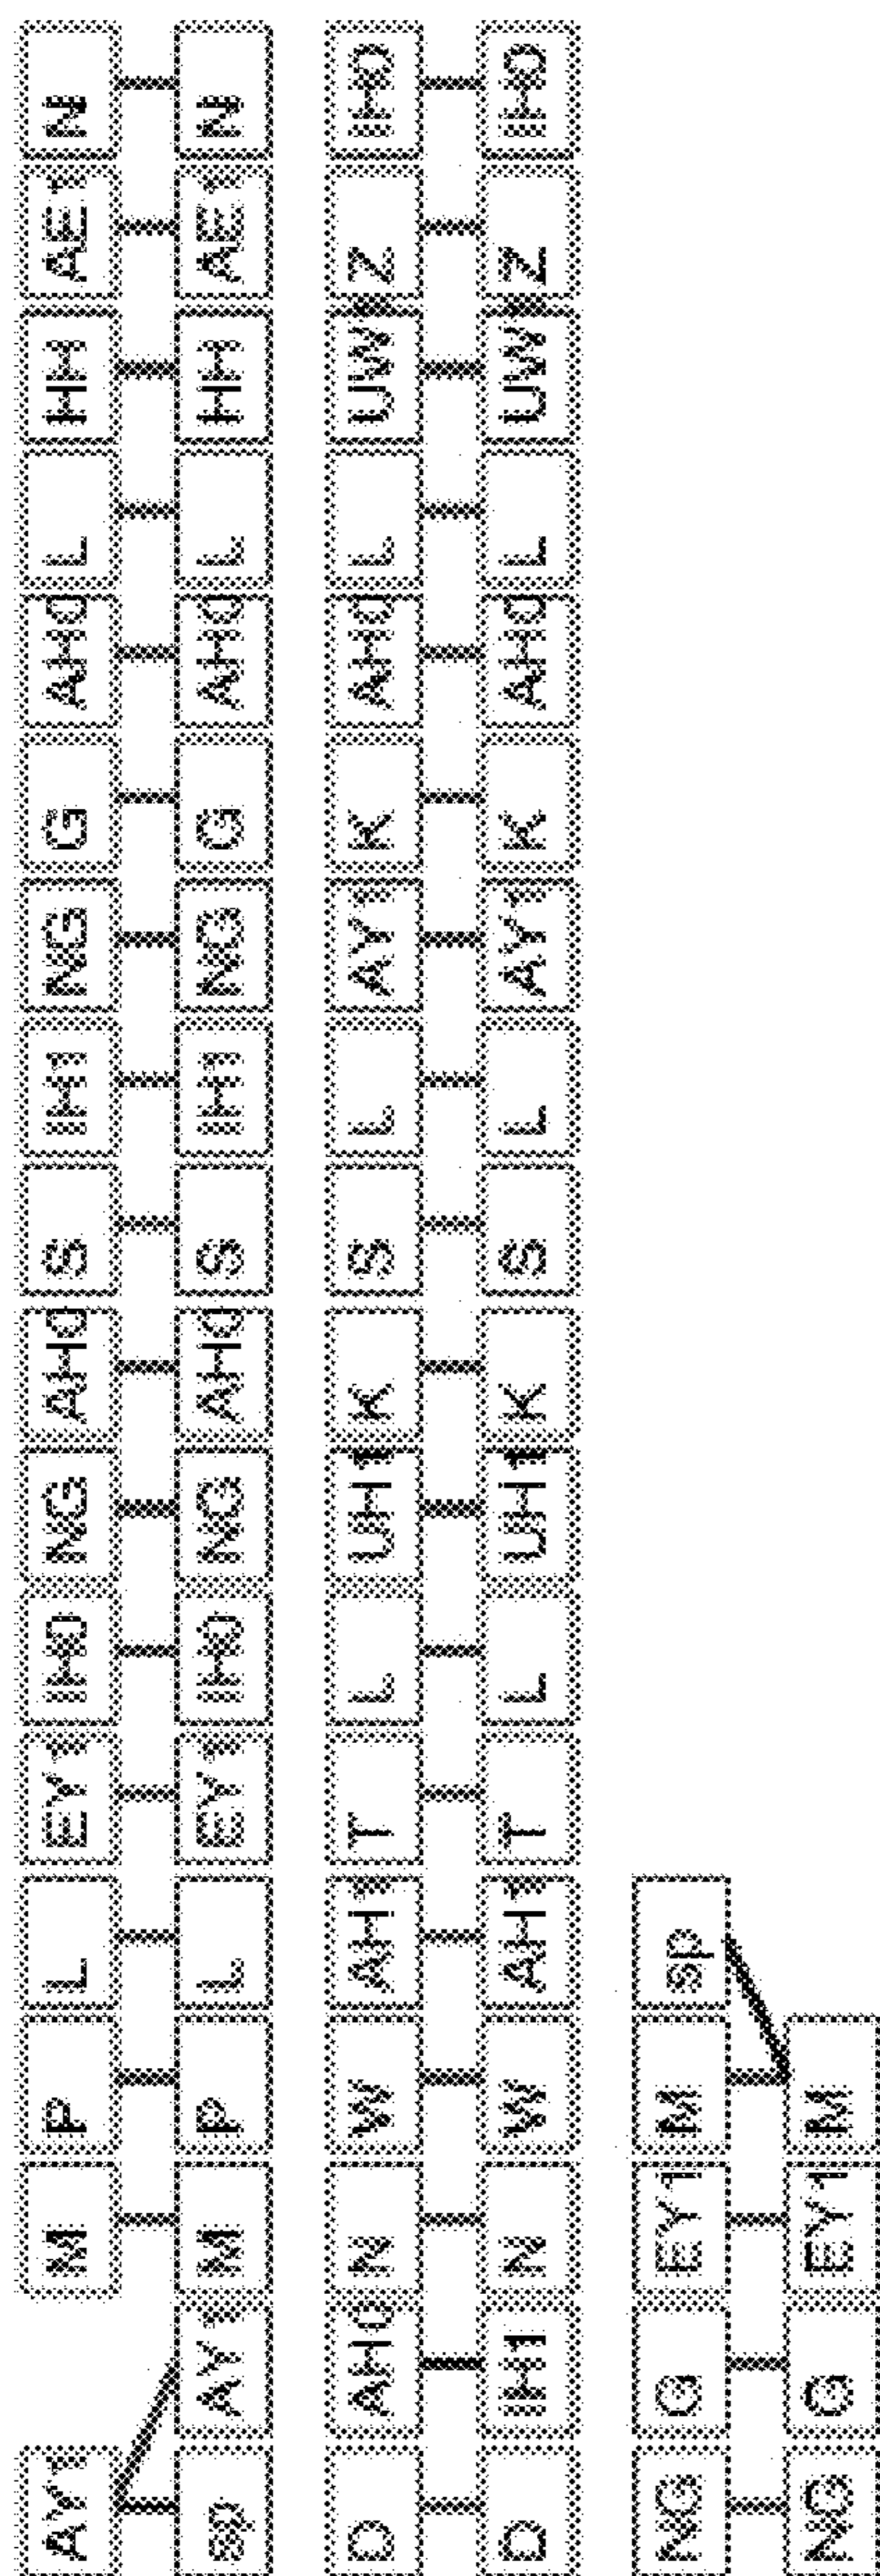 AY1 M P L EY1 IH0 NG AH0 S IH1 NG G AH0 L HH AE1 N
sp AY1 M P L EY1 IH0 NG AH0 S IH1 NG G AH0 L HH AE1 N
D AH0 N W AH1 T L UH1 K S L AY1 K AH0 L UW1 Z IH0
D IH1 N W AH1 T L UH1 K S L AY1 K AH0 L UW1 Z IH0
NG G EY1 M sp
NG G EY1 M